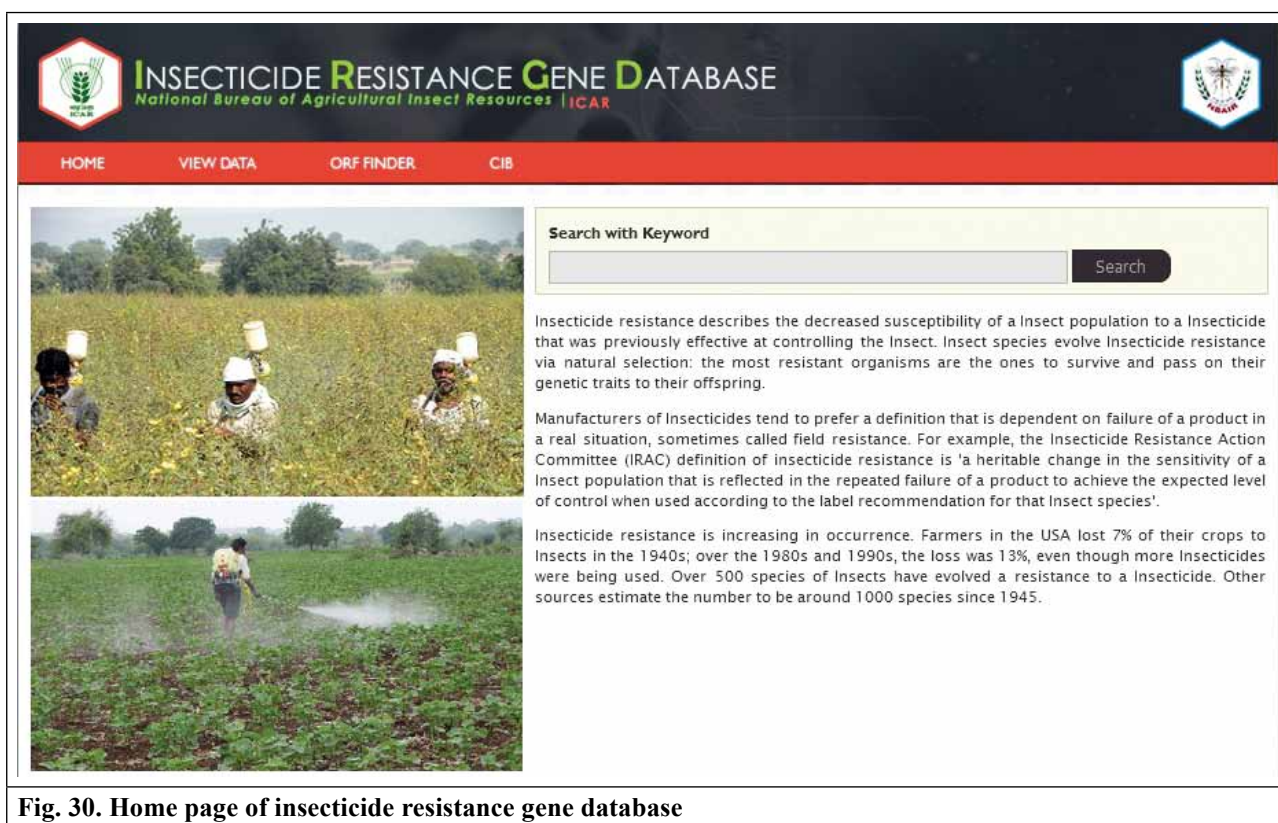 INSECTICIDE RESISTANCE GENE DATABASE
National Bureau of Agricultural Insect Resources | ICAR
ICAR
NBAIR
HOME VIEW DATA ORF FINDER CIB
Search with Keyword
Search
Insecticide resistance describes the decreased susceptibility of a Insect population to a Insecticide
that was previously effective at controlling the Insect. Insect species evolve Insecticide resistance
via natural selection: the most resistant organisms are the ones to survive and pass on their
genetic traits to their offspring.
Manufacturers of Insecticides tend to prefer a definition that is dependent on failure of a product in
a real situation, sometimes called field resistance. For example, the Insecticide Resistance Action
Committee (IRAC) definition of insecticide resistance is 'a heritable change in the sensitivity of a
Insect population that is reflected in the repeated failure of a product to achieve the expected level
of control when used according to the label recommendation for that Insect species'.
Insecticide resistance is increasing in occurrence. Farmers in the USA lost 7% of their crops to
Insects in the 1940s; over the 1980s and 1990s, the loss was 13%, even though more Insecticides
were being used. Over 500 species of Insects have evolved a resistance to a Insecticide. Other
sources estimate the number to be around 1000 species since 1945.
Fig. 30. Home page of insecticide resistance gene database